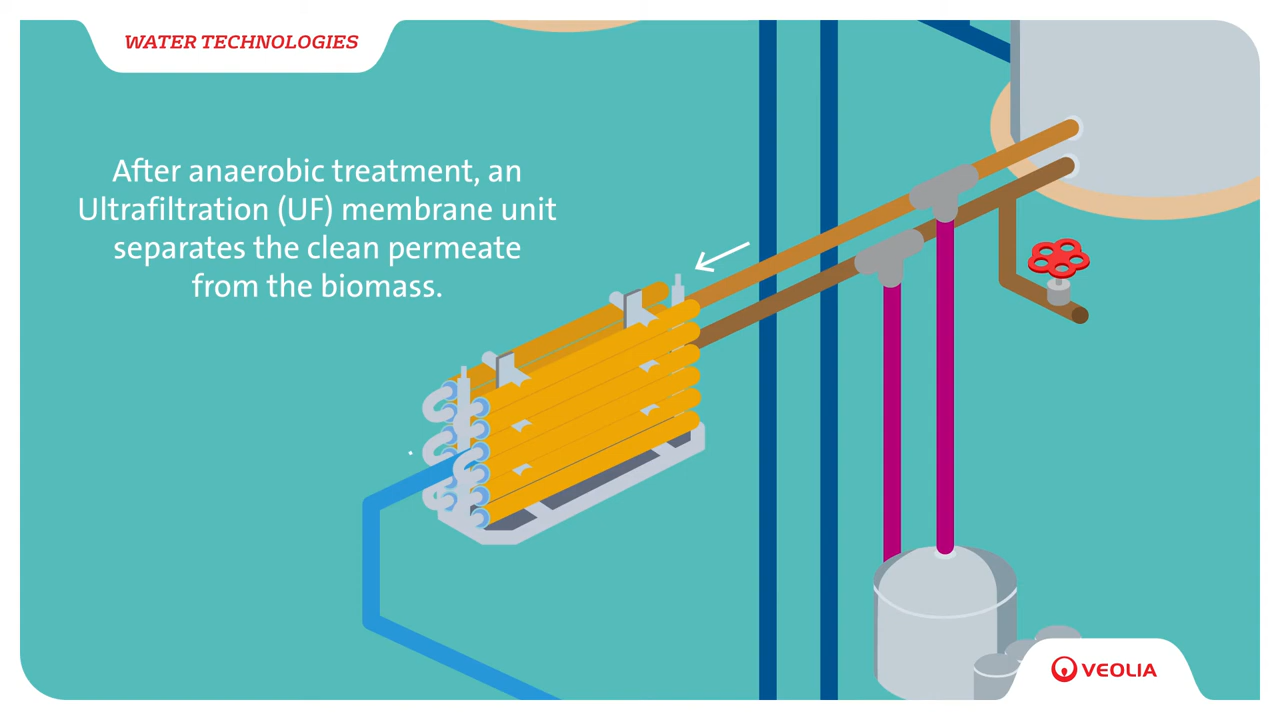 WATER TECHNOLOGIES
After anaerobic treatment, an
Ultrafiltration (UF) membrane unit
separates the clean permeate
from the biomass.
VEOLIA